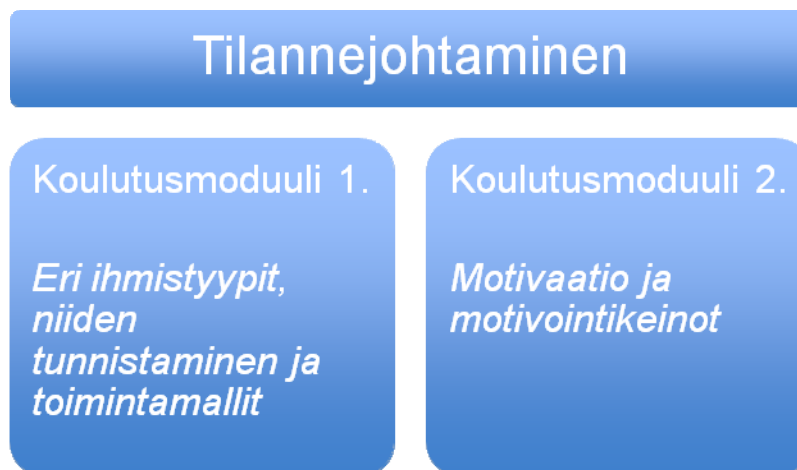 Tilannejohtaminen
Koulutusmoduuli 1.
Eri ihmistyypit,
niiden
tunnistaminen ja
toimintamallit
Koulutusmoduuli 2.
Motivaatio ja
motivointikeinot